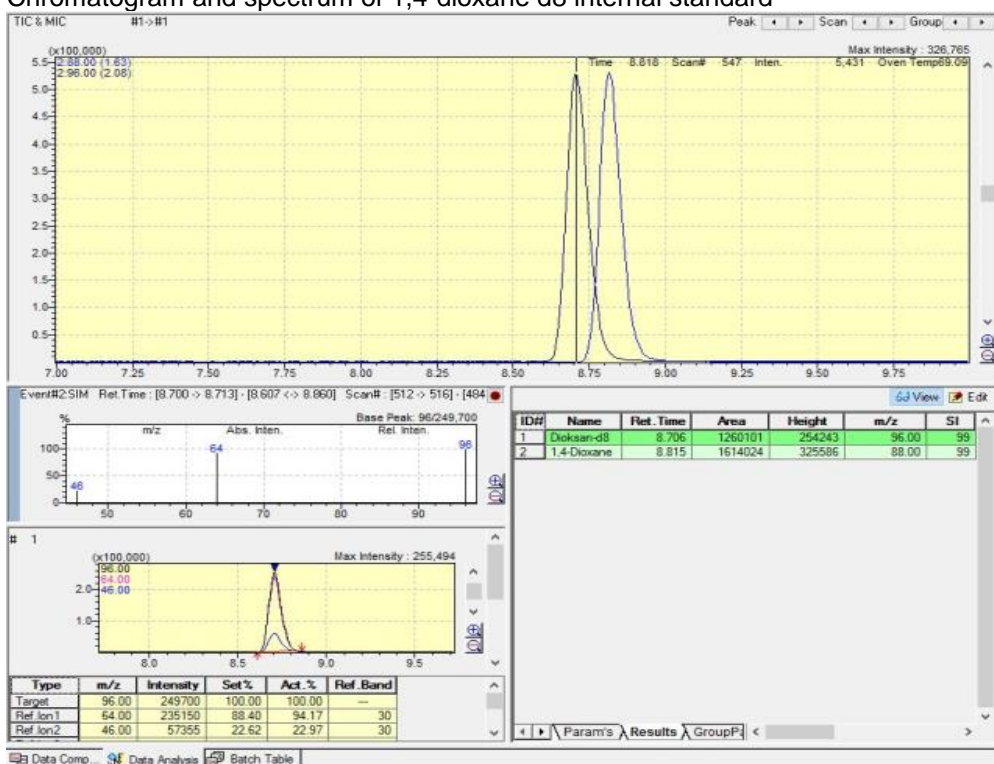 Chromatogram and spectrum of 1,4-dioxane d8 internal standard
TIC & MIC #1->#1 Peak Scan Group
(x100,000) Max Intensity : 326,765
2:88.00 (1.63) Time 8.818 Scan# 547 Inten. 5,431 Oven Temp 69.09
2:96.00 (2.08)
5.5
5.0
4.5
4.0
3.5
3.0
2.5
2.0
1.5
1.0
0.5
7.00 7.25 7.50 7.75 8.00 8.25 8.50 8.75 9.00 9.25 9.50 9.75
Event#2:SIM Ret.Time : [8.700 -> 8.713] - [8.607 <-> 8.860] Scan# : [512 -> 516] - [484
% Base Peak: 96/249,700
m/z Abs. Inten. Rel. Inten.
100 64 96
50 46
0
50 60 70 80 90
# 1
(x100,000) Max Intensity : 255,494
96.00
64.00
46.00
2.0
1.0
8.0 8.5 9.0 9.5
Type m/z Intensity Set% Act.% Ref.Band
Target 96.00 249700 100.00 100.00 ---
Ref.Ion1 64.00 235150 88.40 94.17 30
Ref.Ion2 46.00 57355 22.62 22.97 30
View Edit
ID# Name Ret.Time Area Height m/z SI
1 Dioksan-d8 8.706 1260101 254243 96.00 99
2 1,4-Dioxane 8.815 1614024 325586 88.00 99
Param's Results GroupPa
Data Comp... Data Analysis Batch Table